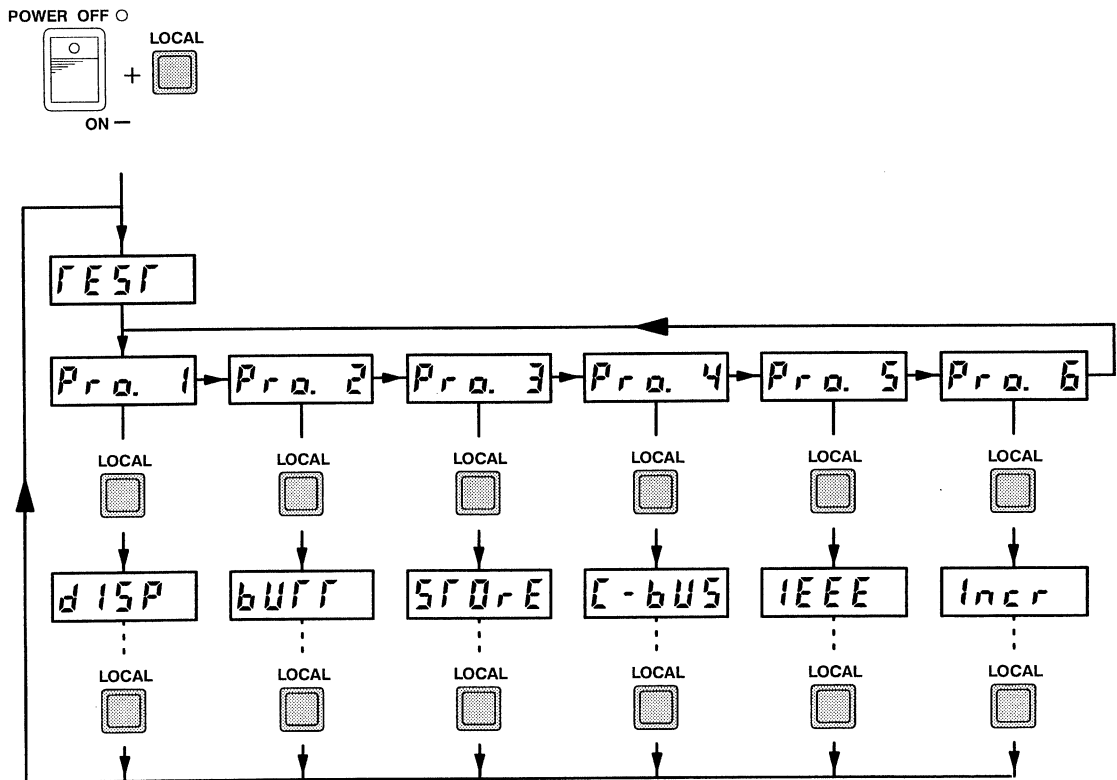 POWER OFF
LOCAL
+
ON
TEST
Pro. 1 Pro. 2 Pro. 3 Pro. 4 Pro. 5 Pro. 6
LOCAL LOCAL LOCAL LOCAL LOCAL LOCAL
dISP bUTT STOrE C-bUS IEEE Incr
LOCAL LOCAL LOCAL LOCAL LOCAL LOCAL